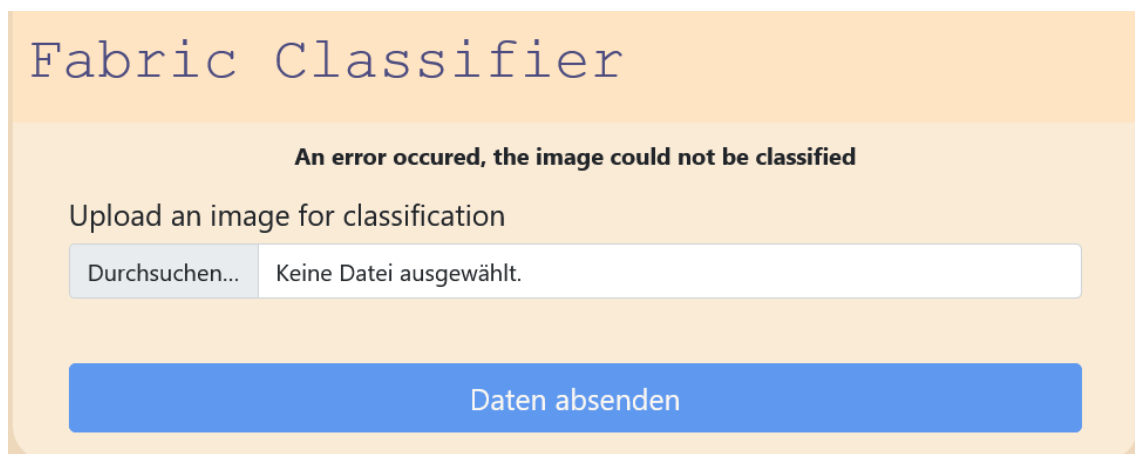 Fabric Classifier
An error occured, the image could not be classified
Upload an image for classification
Durchsuchen... Keine Datei ausgewählt.
Daten absenden